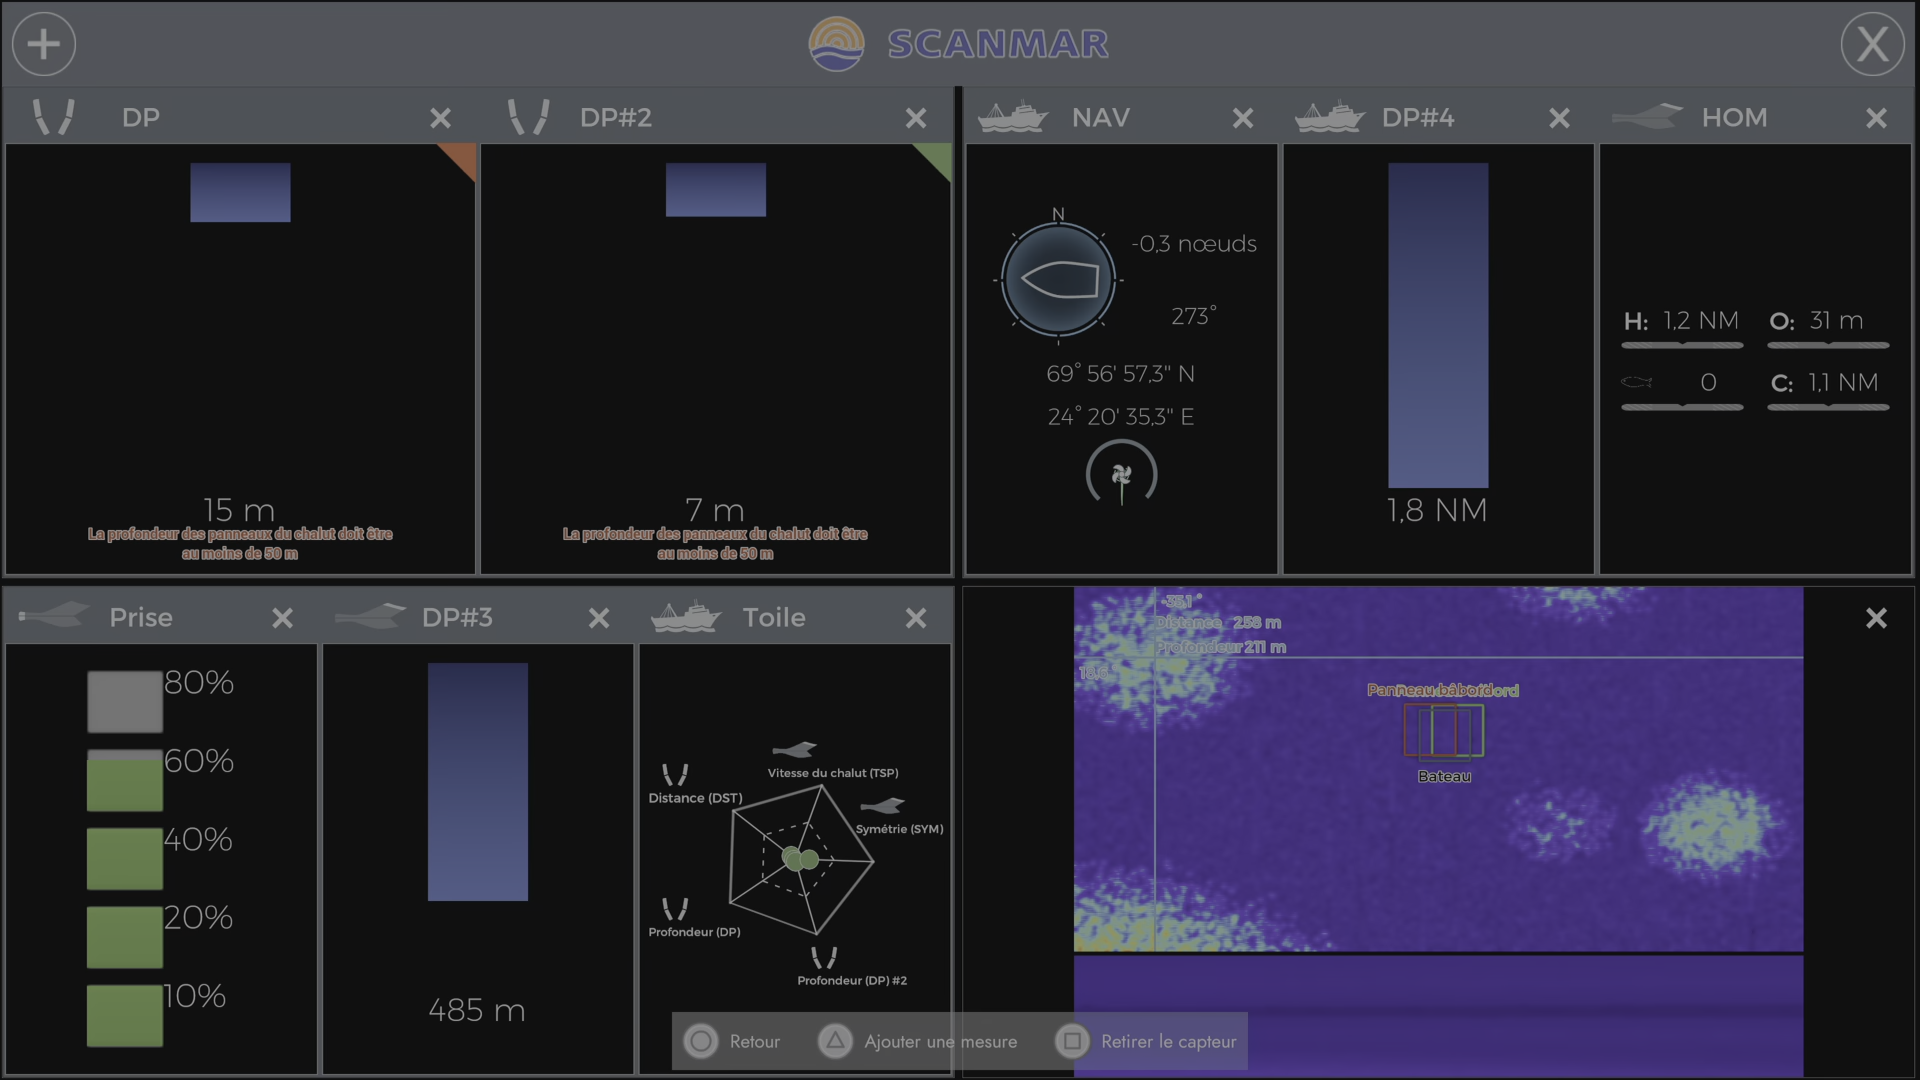 SCANMAR
X
DP
DP#2
NAV
DP#4
HOM
15 m
La profondeur des panneaux du chalut doit être
au moins de 50 m
7 m
La profondeur des panneaux du chalut doit être
au moins de 50 m
N
-0,3 nœuds
273°
69° 56' 57,3" N
24° 20' 35,3" E
1,8 NM
H: 1,2 NM
O: 31 m
0
C: 1,1 NM
Prise
DP#3
Toile
80%
60%
40%
20%
10%
485 m
Vitesse du chalut (TSP)
Distance (DST)
Symétrie (SYM)
Profondeur (DP)
Profondeur (DP) #2
-35,1 °
Distance 258 m
Profondeur 211 m
Panneau bâbord
Bateau
Retour
Ajouter une mesure
Retirer le capteur